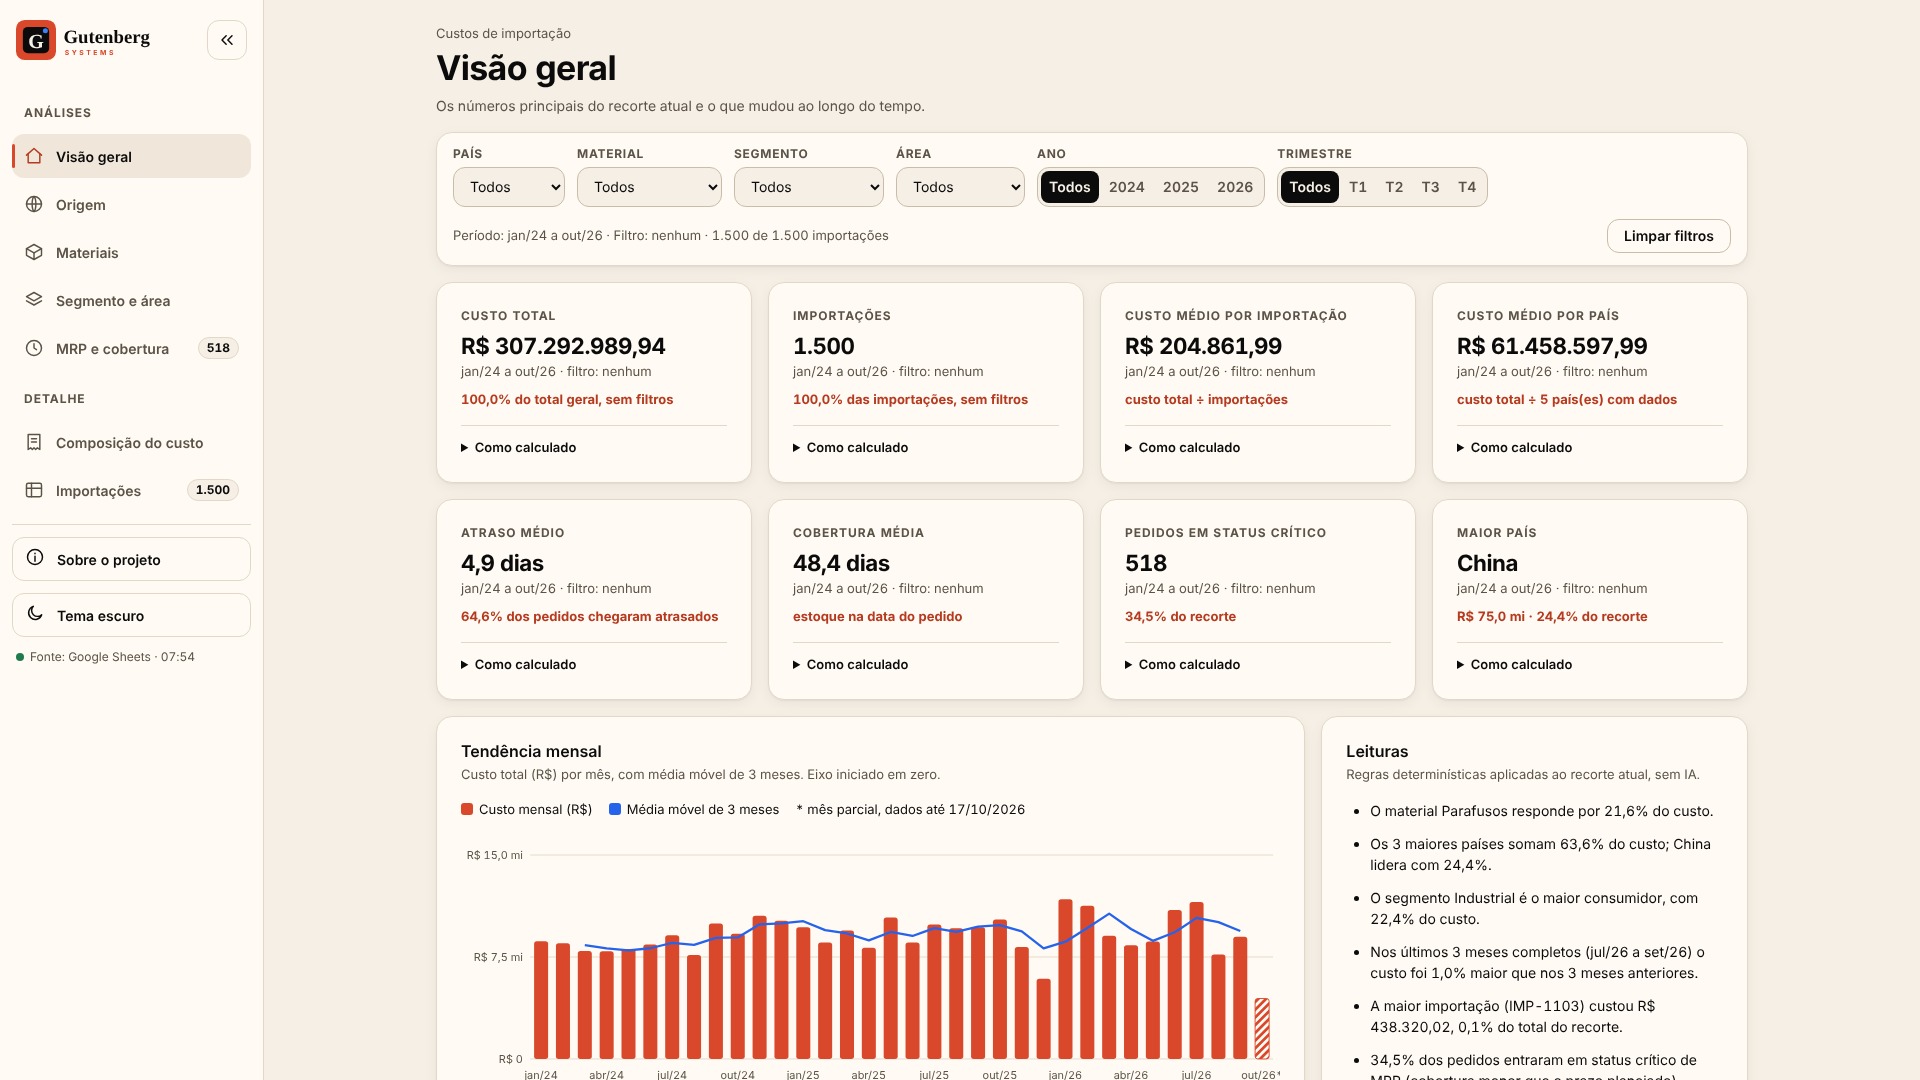 G
Gutenberg
SYSTEMS
ANÁLISES
Visão geral
Origem
Materiais
Segmento e área
MRP e cobertura 518
DETALHE
Composição do custo
Importações 1.500
Sobre o projeto
Tema escuro
Fonte: Google Sheets · 07:54
Custos de importação
Visão geral
Os números principais do recorte atual e o que mudou ao longo do tempo.
PAÍS MATERIAL SEGMENTO ÁREA ANO TRIMESTRE
Todos Todos Todos Todos Todos 2024 2025 2026 Todos T1 T2 T3 T4
Período: jan/24 a out/26 · Filtro: nenhum · 1.500 de 1.500 importações
Limpar filtros
CUSTO TOTAL
R$ 307.292.989,94
jan/24 a out/26 · filtro: nenhum
100,0% do total geral, sem filtros
Como calculado
IMPORTAÇÕES
1.500
jan/24 a out/26 · filtro: nenhum
100,0% das importações, sem filtros
Como calculado
CUSTO MÉDIO POR IMPORTAÇÃO
R$ 204.861,99
jan/24 a out/26 · filtro: nenhum
custo total ÷ importações
Como calculado
CUSTO MÉDIO POR PAÍS
R$ 61.458.597,99
jan/24 a out/26 · filtro: nenhum
custo total ÷ 5 país(es) com dados
Como calculado
ATRASO MÉDIO
4,9 dias
jan/24 a out/26 · filtro: nenhum
64,6% dos pedidos chegaram atrasados
Como calculado
COBERTURA MÉDIA
48,4 dias
jan/24 a out/26 · filtro: nenhum
estoque na data do pedido
Como calculado
PEDIDOS EM STATUS CRÍTICO
518
jan/24 a out/26 · filtro: nenhum
34,5% do recorte
Como calculado
MAIOR PAÍS
China
jan/24 a out/26 · filtro: nenhum
R$ 75,0 mi · 24,4% do recorte
Como calculado
Tendência mensal
Custo total (R$) por mês, com média móvel de 3 meses. Eixo iniciado em zero.
Custo mensal (R$) Média móvel de 3 meses * mês parcial, dados até 17/10/2026
R$ 15,0 mi
R$ 7,5 mi
R$ 0
jan/24 abr/24 jul/24 out/24 jan/25 abr/25 jul/25 out/25 jan/26 abr/26 jul/26 out/26*
Leituras
Regras determinísticas aplicadas ao recorte atual, sem IA.
O material Parafusos responde por 21,6% do custo.
Os 3 maiores países somam 63,6% do custo; China
lidera com 24,4%.
O segmento Industrial é o maior consumidor, com
22,4% do custo.
Nos últimos 3 meses completos (jul/26 a set/26) o
custo foi 1,0% maior que nos 3 meses anteriores.
A maior importação (IMP-1103) custou R$
438.320,02, 0,1% do total do recorte.
34,5% dos pedidos entraram em status crítico de
MRP (cobertura menor que o prazo planejado).